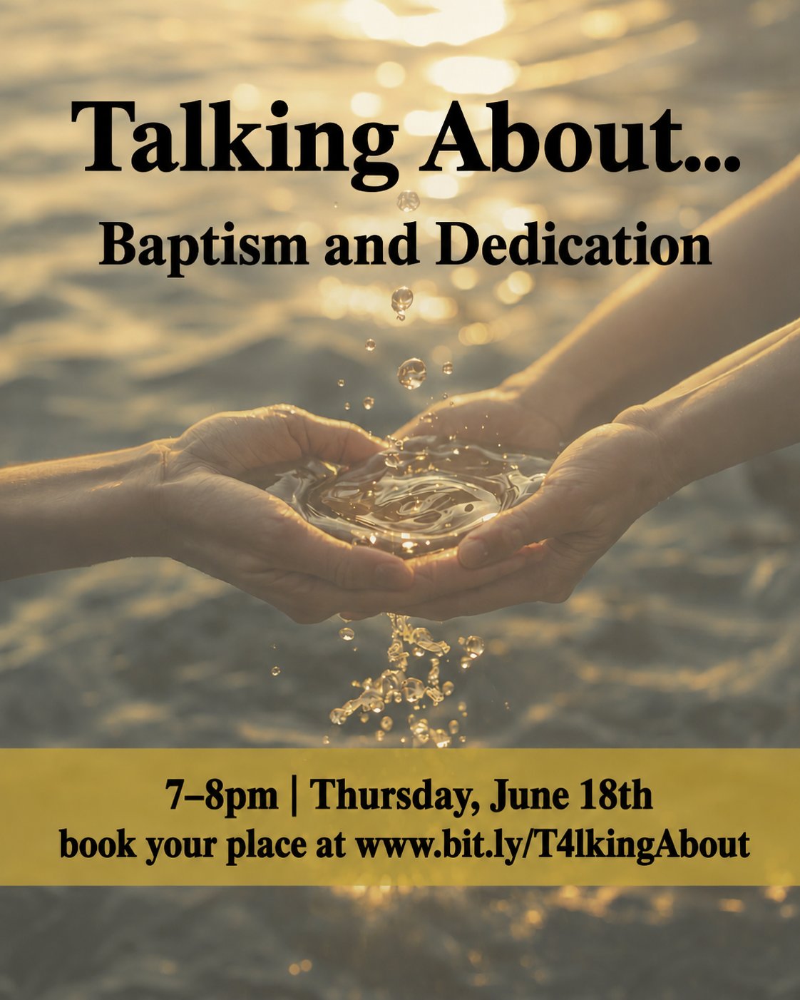 Talking About...
Baptism and Dedication
7–8pm | Thursday, June 18th
book your place at www.bit.ly/T4lkingAbout